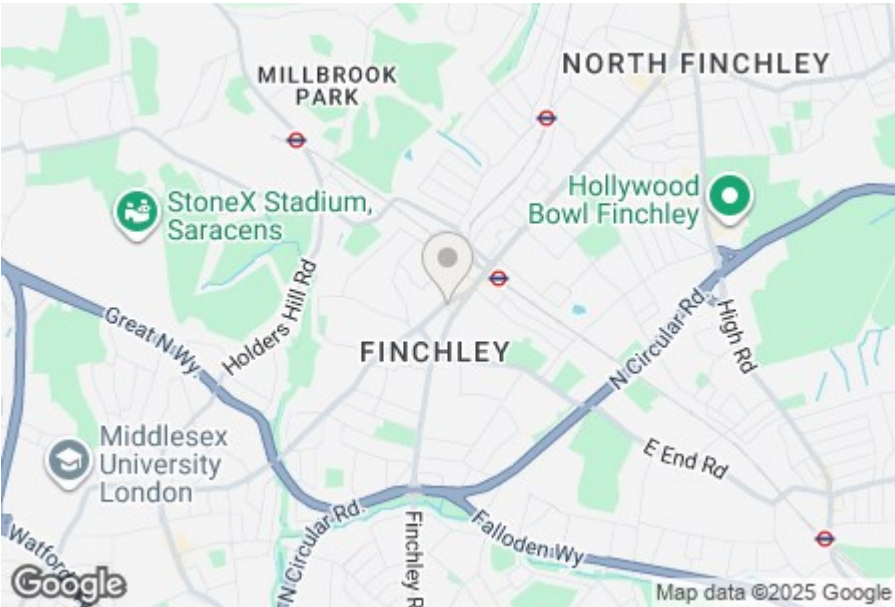 MILLBROOK
PARK
NORTH FINCHLEY
StoneX Stadium,
Saracens
Hollywood
Bowl Finchley
Holders Hill Rd
Great N Wy.
FINCHLEY
N Circular Rd
High Rd
Middlesex
University
London
E End Rd
N Circular Rd.
Finchley R
Falloden Wy
Watford
Google
Map data ©2025 Google